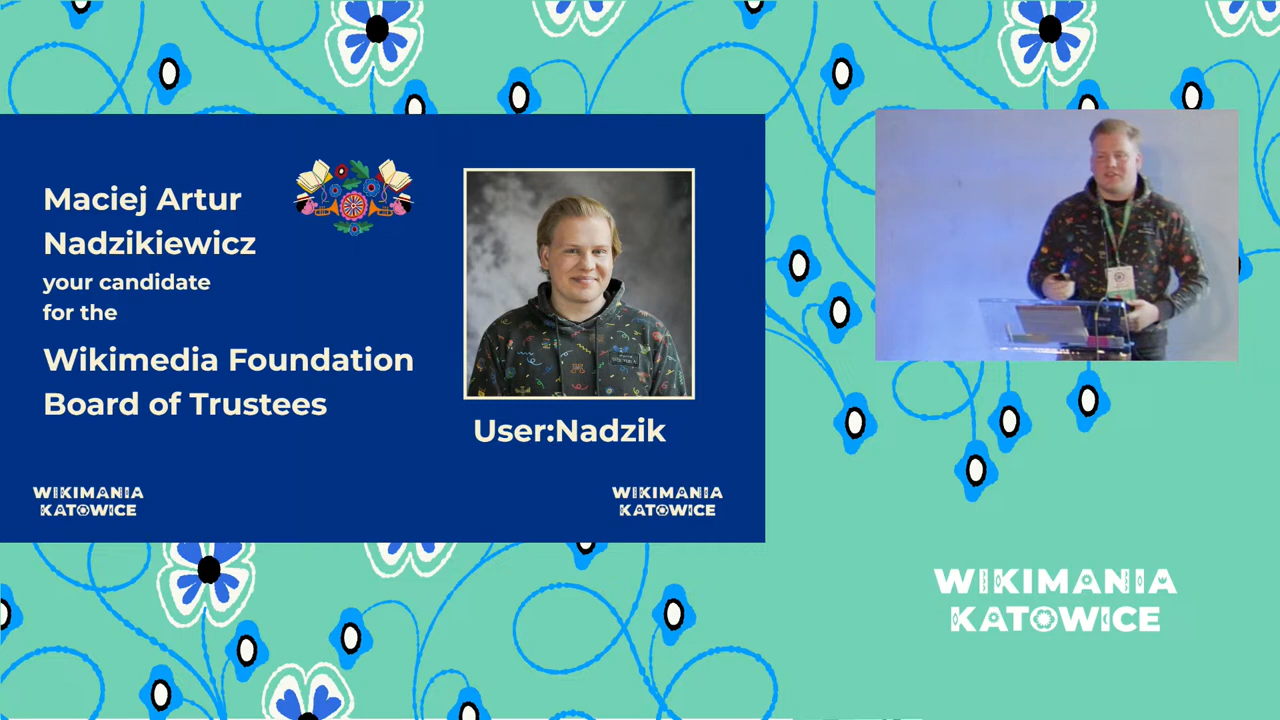 Maciej Artur
Nadzikiewicz
your candidate
for the
Wikimedia Foundation
Board of Trustees
User:Nadzik
WIKIMANIA
KATOWICE
WIKIMANIA
KATOWICE
WIKIMANIA
KATOWICE